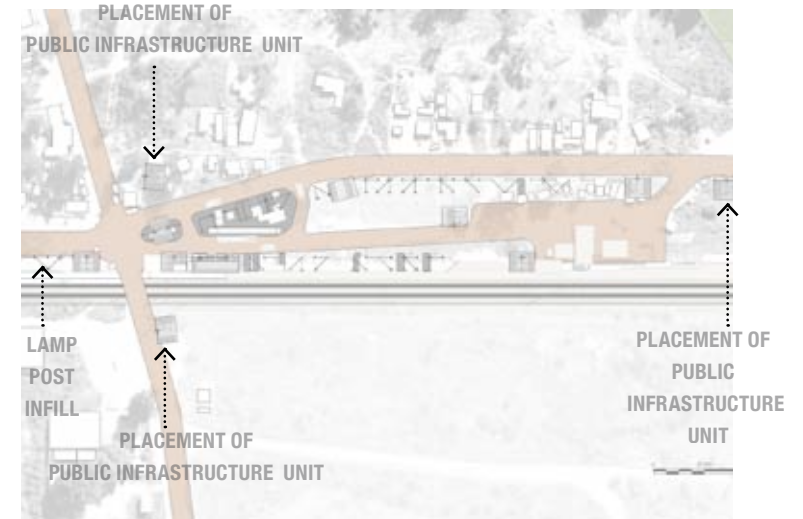 PLACEMENT OF
PUBLIC INFRASTRUCTURE UNIT
LAMP
POST
INFILL
PLACEMENT OF
PUBLIC INFRASTRUCTURE UNIT
PLACEMENT OF
PUBLIC
INFRASTRUCTURE
UNIT